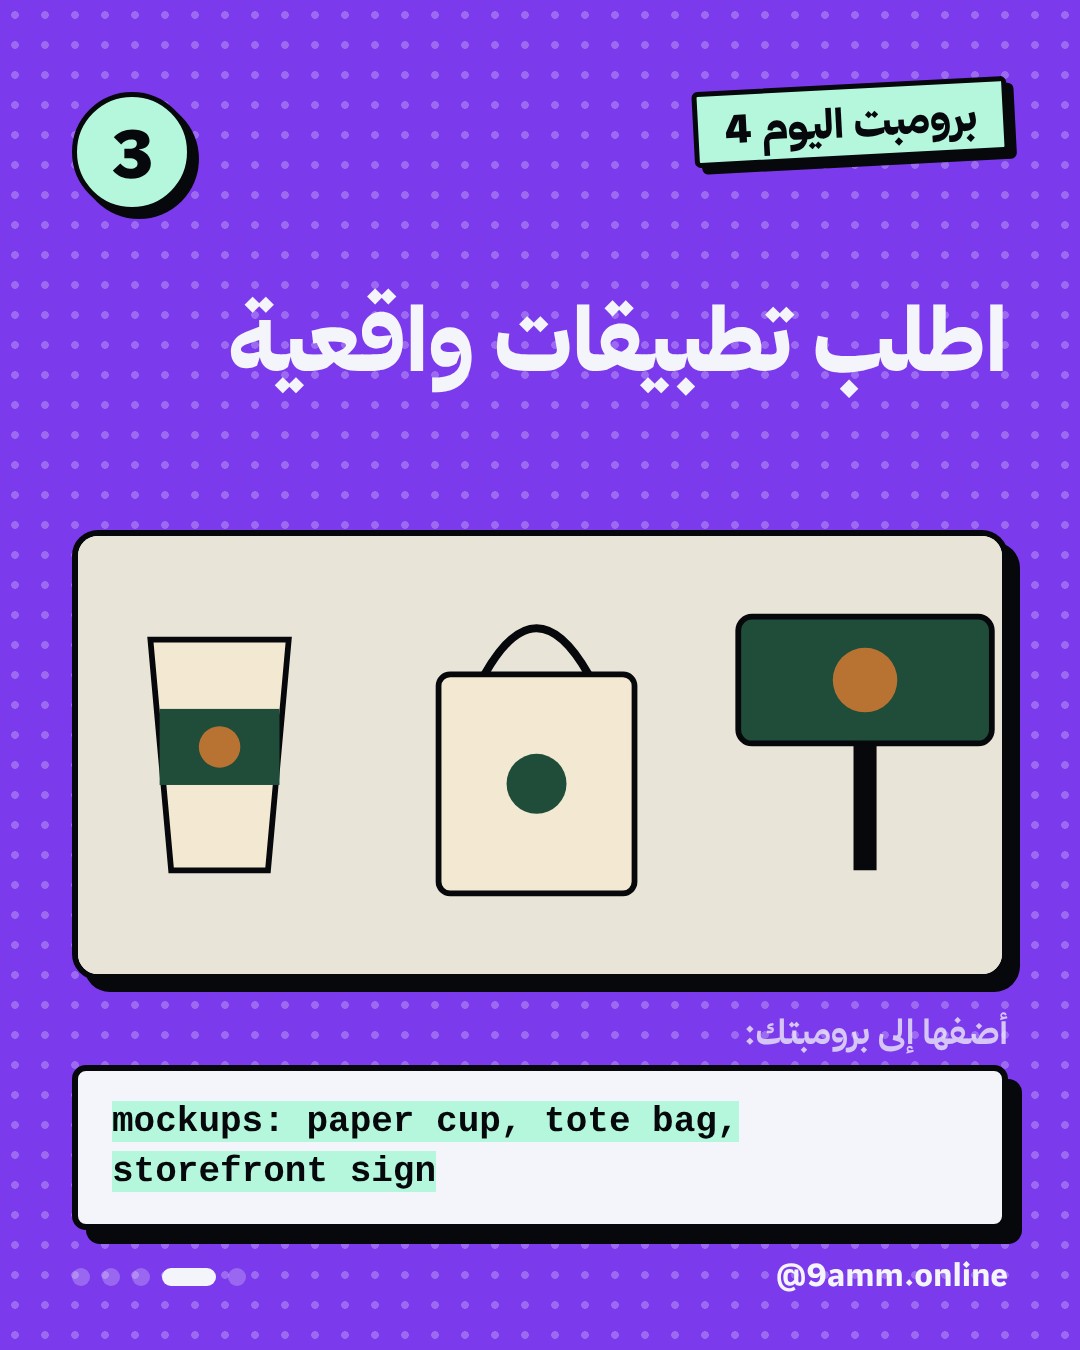 برومبت اليوم 4
3
اطلب تطبيقات واقعية
أضفها إلى برومبتك:
mockups: paper cup, tote bag,
storefront sign
@9amm.online